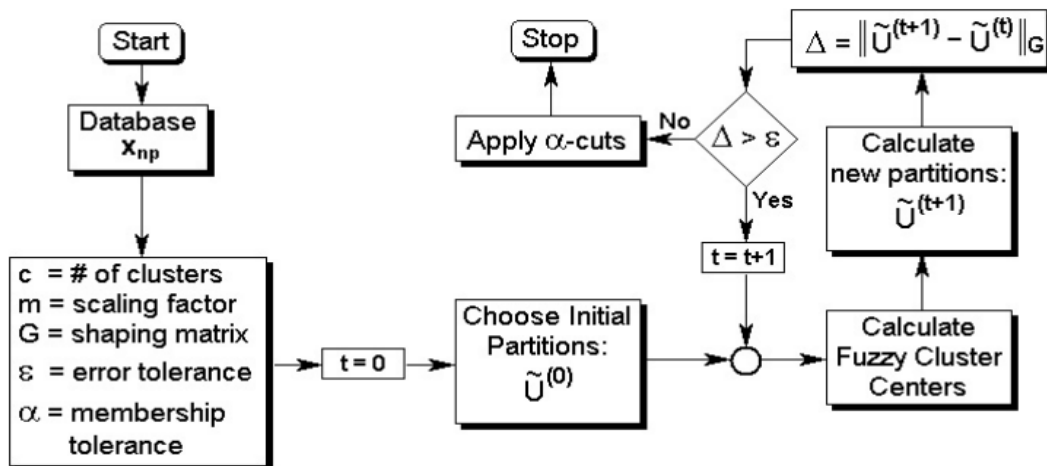 Start
Database
x_np
c = # of clusters
m = scaling factor
G = shaping matrix
ε = error tolerance
α = membership
tolerance
t = 0
Choose Initial
Partitions:
Ũ^(0)
Calculate
Fuzzy Cluster
Centers
Calculate
new partitions:
Ũ^(t+1)
Δ = ‖Ũ^(t+1) − Ũ^(t)‖_G
Δ > ε
Yes
t = t+1
No
Apply α-cuts
Stop